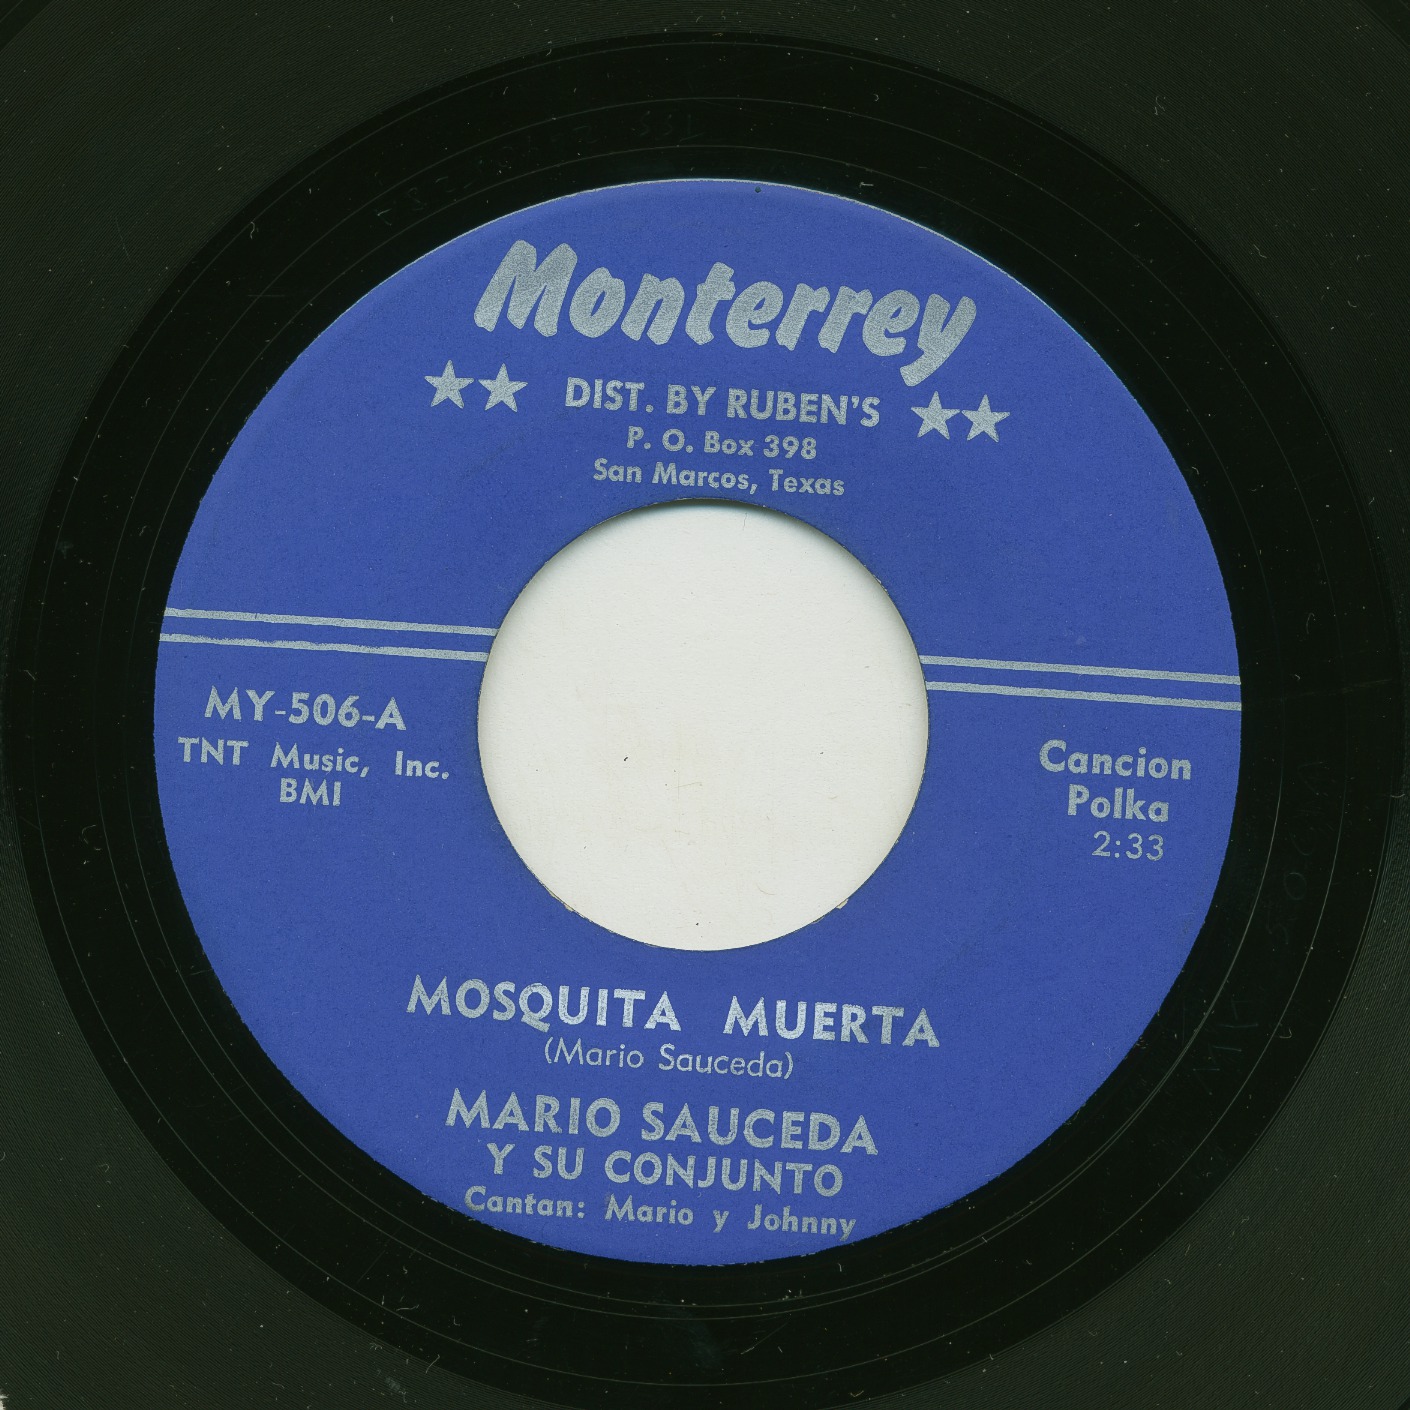 Monterrey
DIST. BY RUBEN'S
P. O. Box 398
San Marcos, Texas
MY-506-A
TNT Music, Inc.
BMI
Cancion
Polka
2:33
MOSQUITA MUERTA
(Mario Sauceda)
MARIO SAUCEDA
Y SU CONJUNTO
Cantan: Mario y Johnny